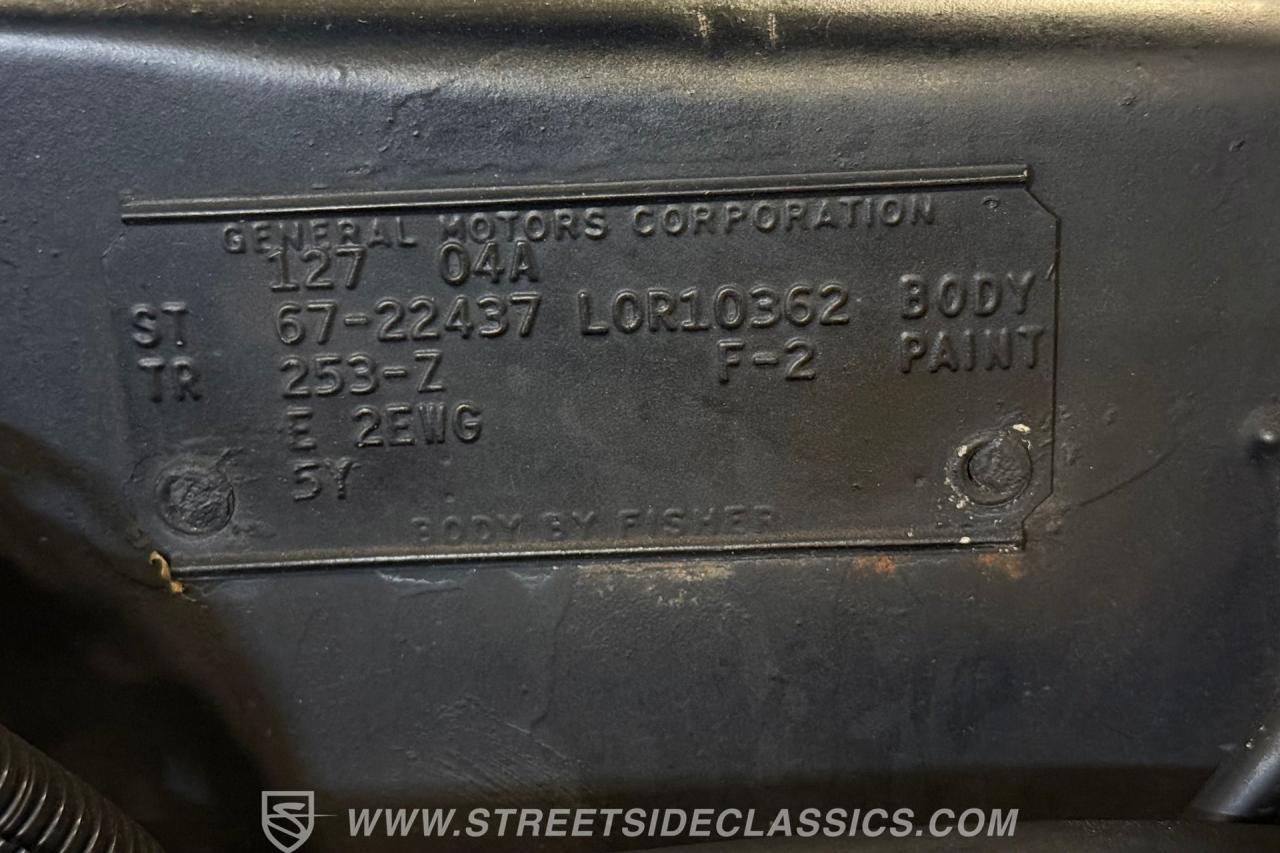 GENERAL MOTORS CORPORATION
127 04A
ST 67-22437 LOR10362 BODY
TR 253-Z F-2 PAINT
E 2EWG
5Y
BODY BY FISHER
WWW.STREETSIDECLASSICS.COM